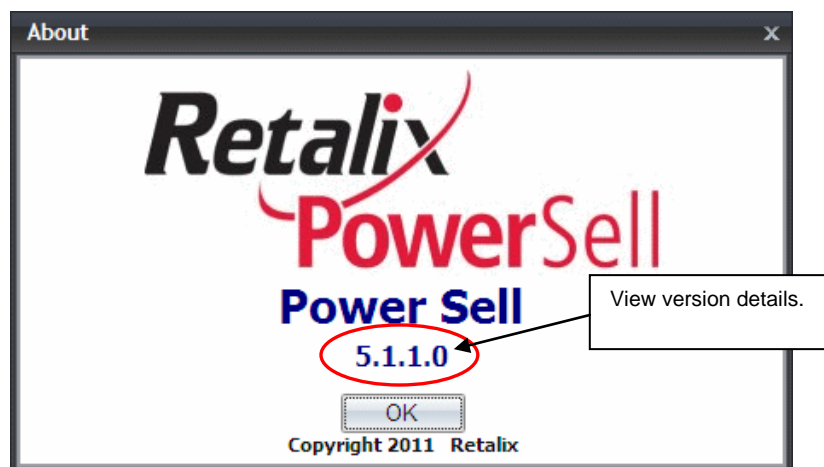 About
x
Retalix
PowerSell
Power Sell
View version details.
5.1.1.0
OK
Copyright 2011 Retalix